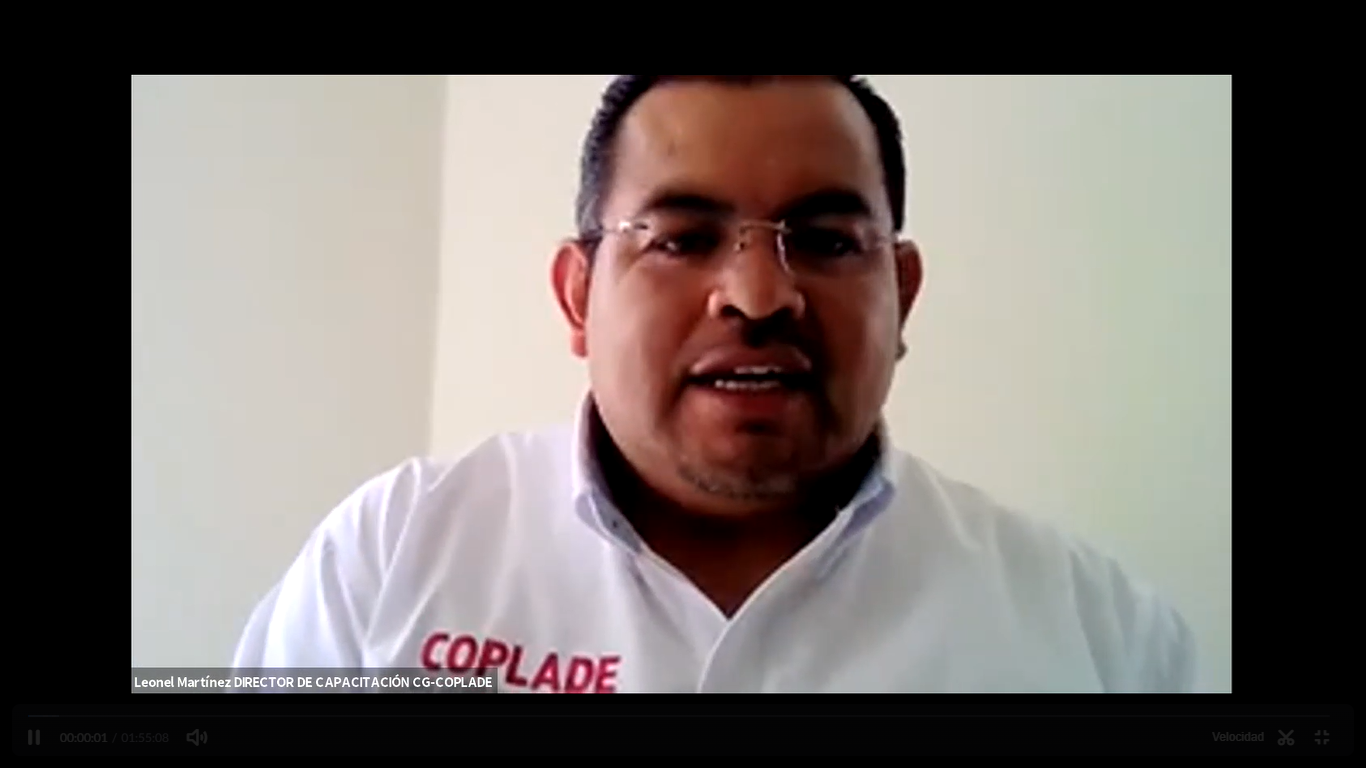 COPLADE
Leonel Martínez DIRECTOR DE CAPACITACIÓN CG-COPLADE
00:00:01 / 01:55:08
Velocidad